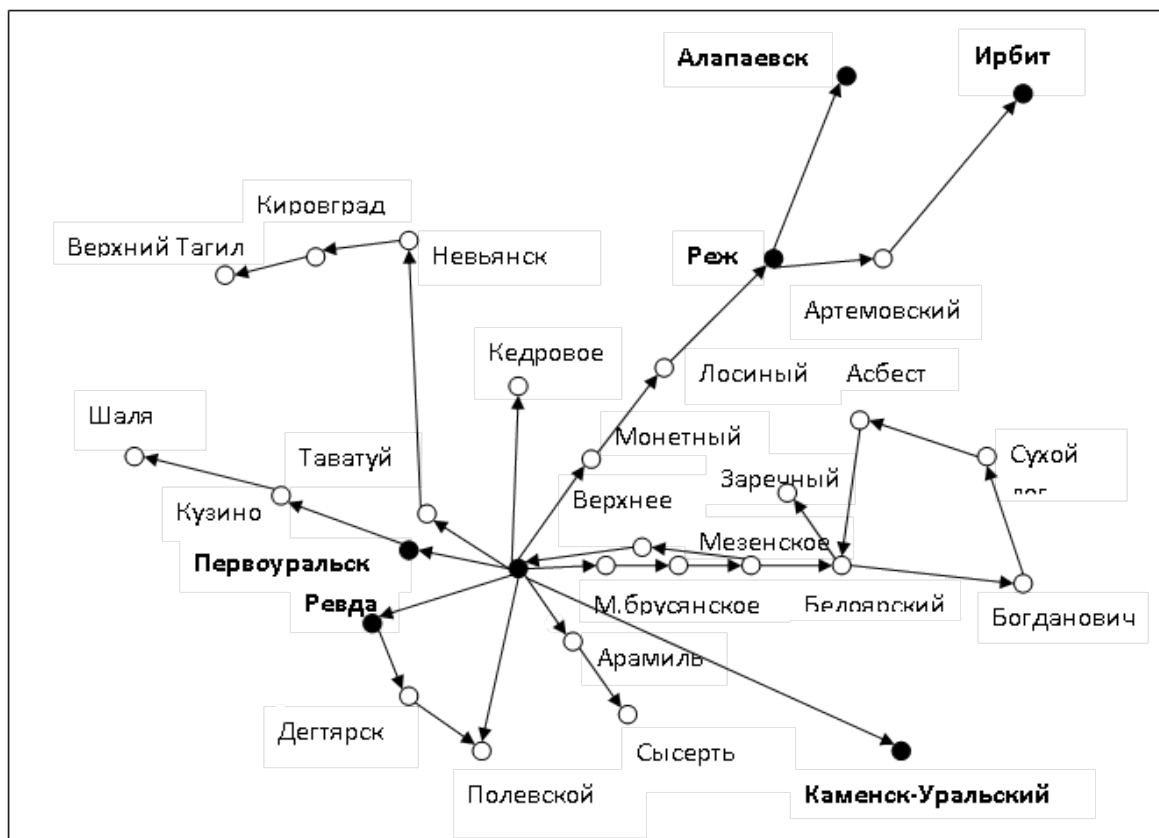 Алапаевск
Ирбит
Кировград
Верхний Тагил
Невьянск
Реж
Артемовский
Кедровое
Лосиный
Асбест
Шаля
Монетный
Таватуй
Заречный
Сухой
Верхнее
Кузино
Мезенское
Первоуральск
Ревда
М.брусянское
Белоярский
Богданович
Арамиль
Дегтярск
Сысерть
Полевской
Каменск-Уральский